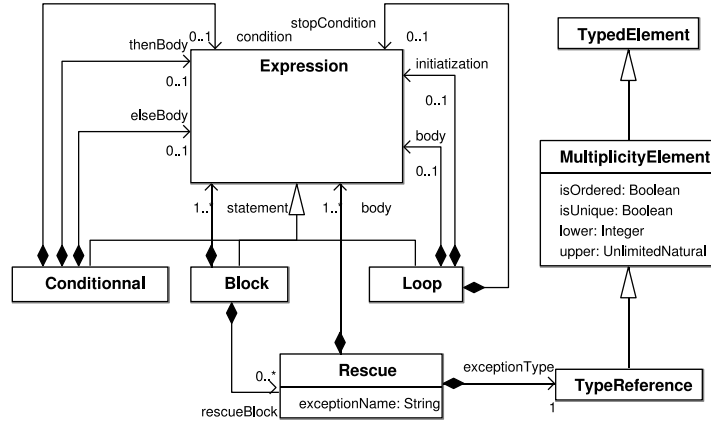 stopCondition
0..1
condition
0..1
TypedElement
thenBody
0..1
Expression
initiatization
0..1
elseBody
0..1
body
0..1
MultiplicityElement
isOrdered: Boolean
isUnique: Boolean
lower: Integer
upper: UnlimitedNatural
1..*
statement
1..*
body
Conditionnal
Block
Loop
0..*
rescueBlock
Rescue
exceptionName: String
exceptionType
1
TypeReference